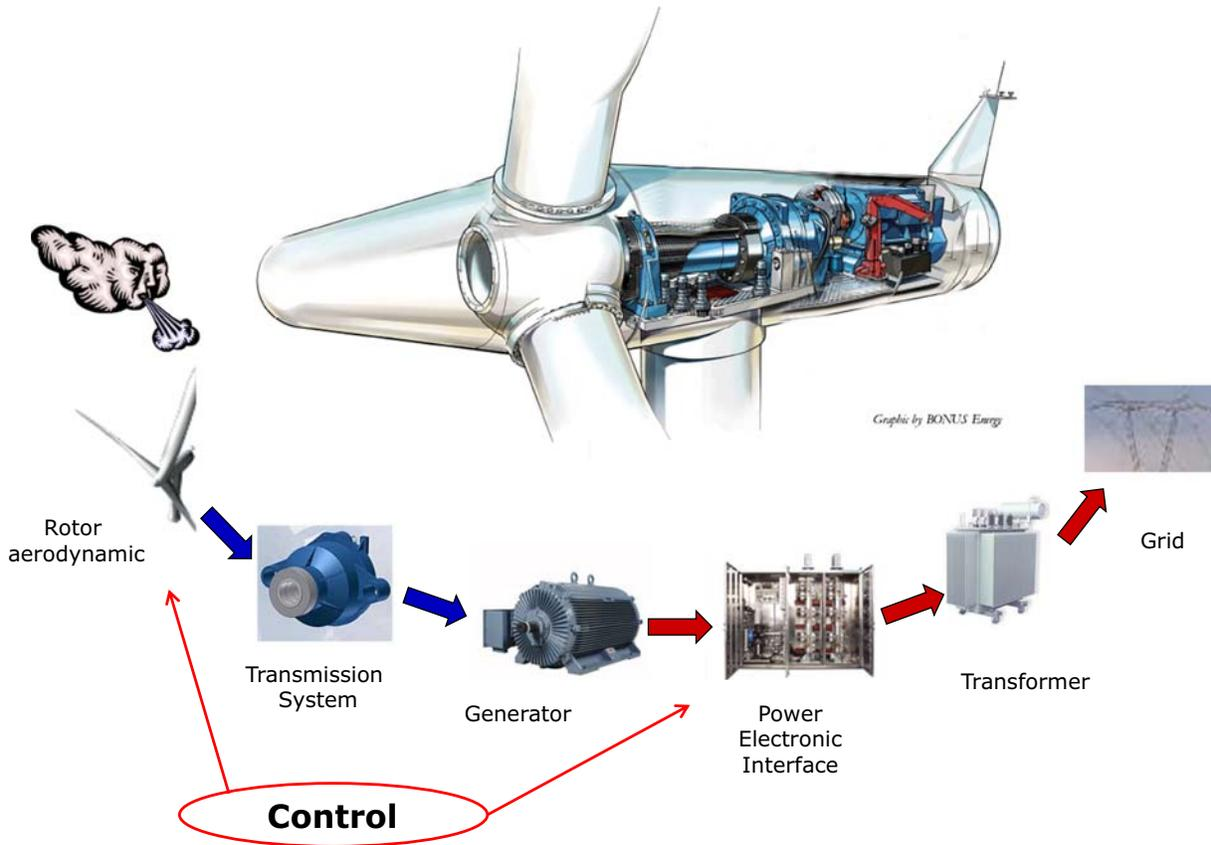 Graphic by BONUS Energy
Rotor
aerodynamic
Grid
Transmission
System
Generator
Power
Electronic
Interface
Transformer
Control